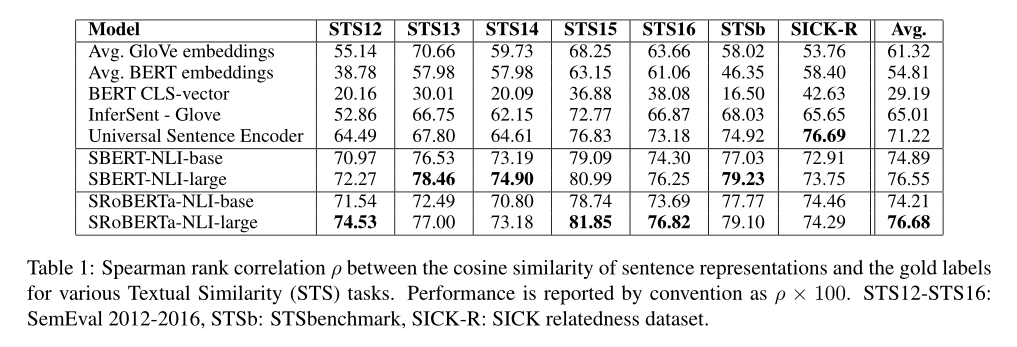 Model STS12 STS13 STS14 STS15 STS16 STSb SICK-R Avg.
Avg. GloVe embeddings 55.14 70.66 59.73 68.25 63.66 58.02 53.76 61.32
Avg. BERT embeddings 38.78 57.98 57.98 63.15 61.06 46.35 58.40 54.81
BERT CLS-vector 20.16 30.01 20.09 36.88 38.08 16.50 42.63 29.19
InferSent - Glove 52.86 66.75 62.15 72.77 66.87 68.03 65.65 65.01
Universal Sentence Encoder 64.49 67.80 64.61 76.83 73.18 74.92 76.69 71.22
SBERT-NLI-base 70.97 76.53 73.19 79.09 74.30 77.03 72.91 74.89
SBERT-NLI-large 72.27 78.46 74.90 80.99 76.25 79.23 73.75 76.55
SRoBERTa-NLI-base 71.54 72.49 70.80 78.74 73.69 77.77 74.46 74.21
SRoBERTa-NLI-large 74.53 77.00 73.18 81.85 76.82 79.10 74.29 76.68
Table 1: Spearman rank correlation ρ between the cosine similarity of sentence representations and the gold labels
for various Textual Similarity (STS) tasks. Performance is reported by convention as ρ × 100. STS12-STS16:
SemEval 2012-2016, STSb: STSbenchmark, SICK-R: SICK relatedness dataset.